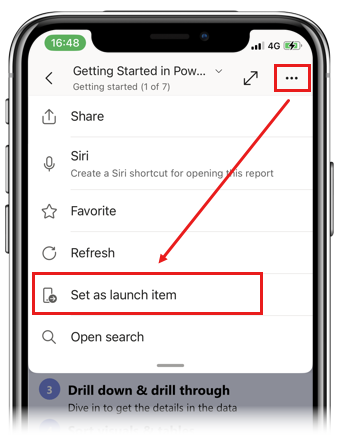 16:48
4G
Getting Started in Pow...
Getting started (1 of 7)
Share
Siri
Create a Siri shortcut for opening this report
Favorite
Refresh
Set as launch item
Open search
3 Drill down & drill through
Dive in to get the details in the data